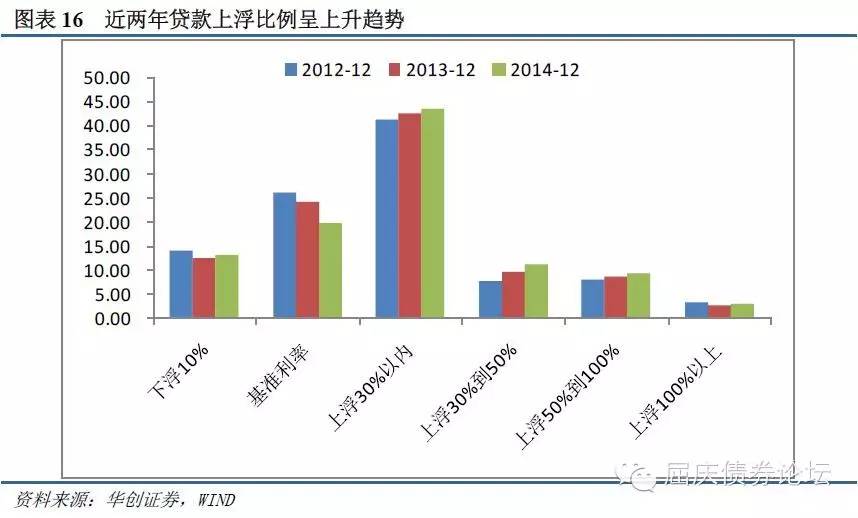 图表 16 近两年贷款上浮比例呈上升趋势
2012-12 2013-12 2014-12
50.00
45.00
40.00
35.00
30.00
25.00
20.00
15.00
10.00
5.00
0.00
下浮10%
基准利率
上浮30%以内
上浮30%到50%
上浮50%到100%
上浮100%以上
屈庆债券论坛
资料来源：华创证券，WIND